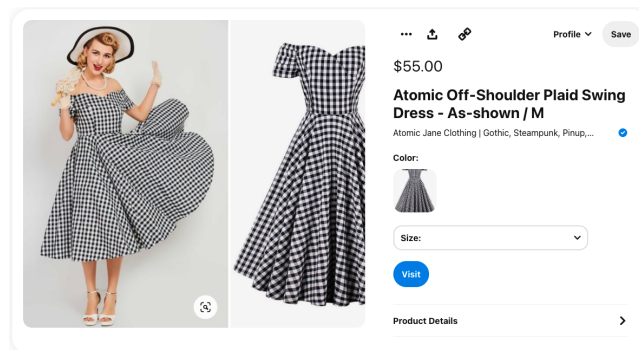 Profile
Save
$55.00
Atomic Off-Shoulder Plaid Swing
Dress - As-shown / M
Atomic Jane Clothing | Gothic, Steampunk, Pinup,...
Color:
Size:
Visit
Product Details